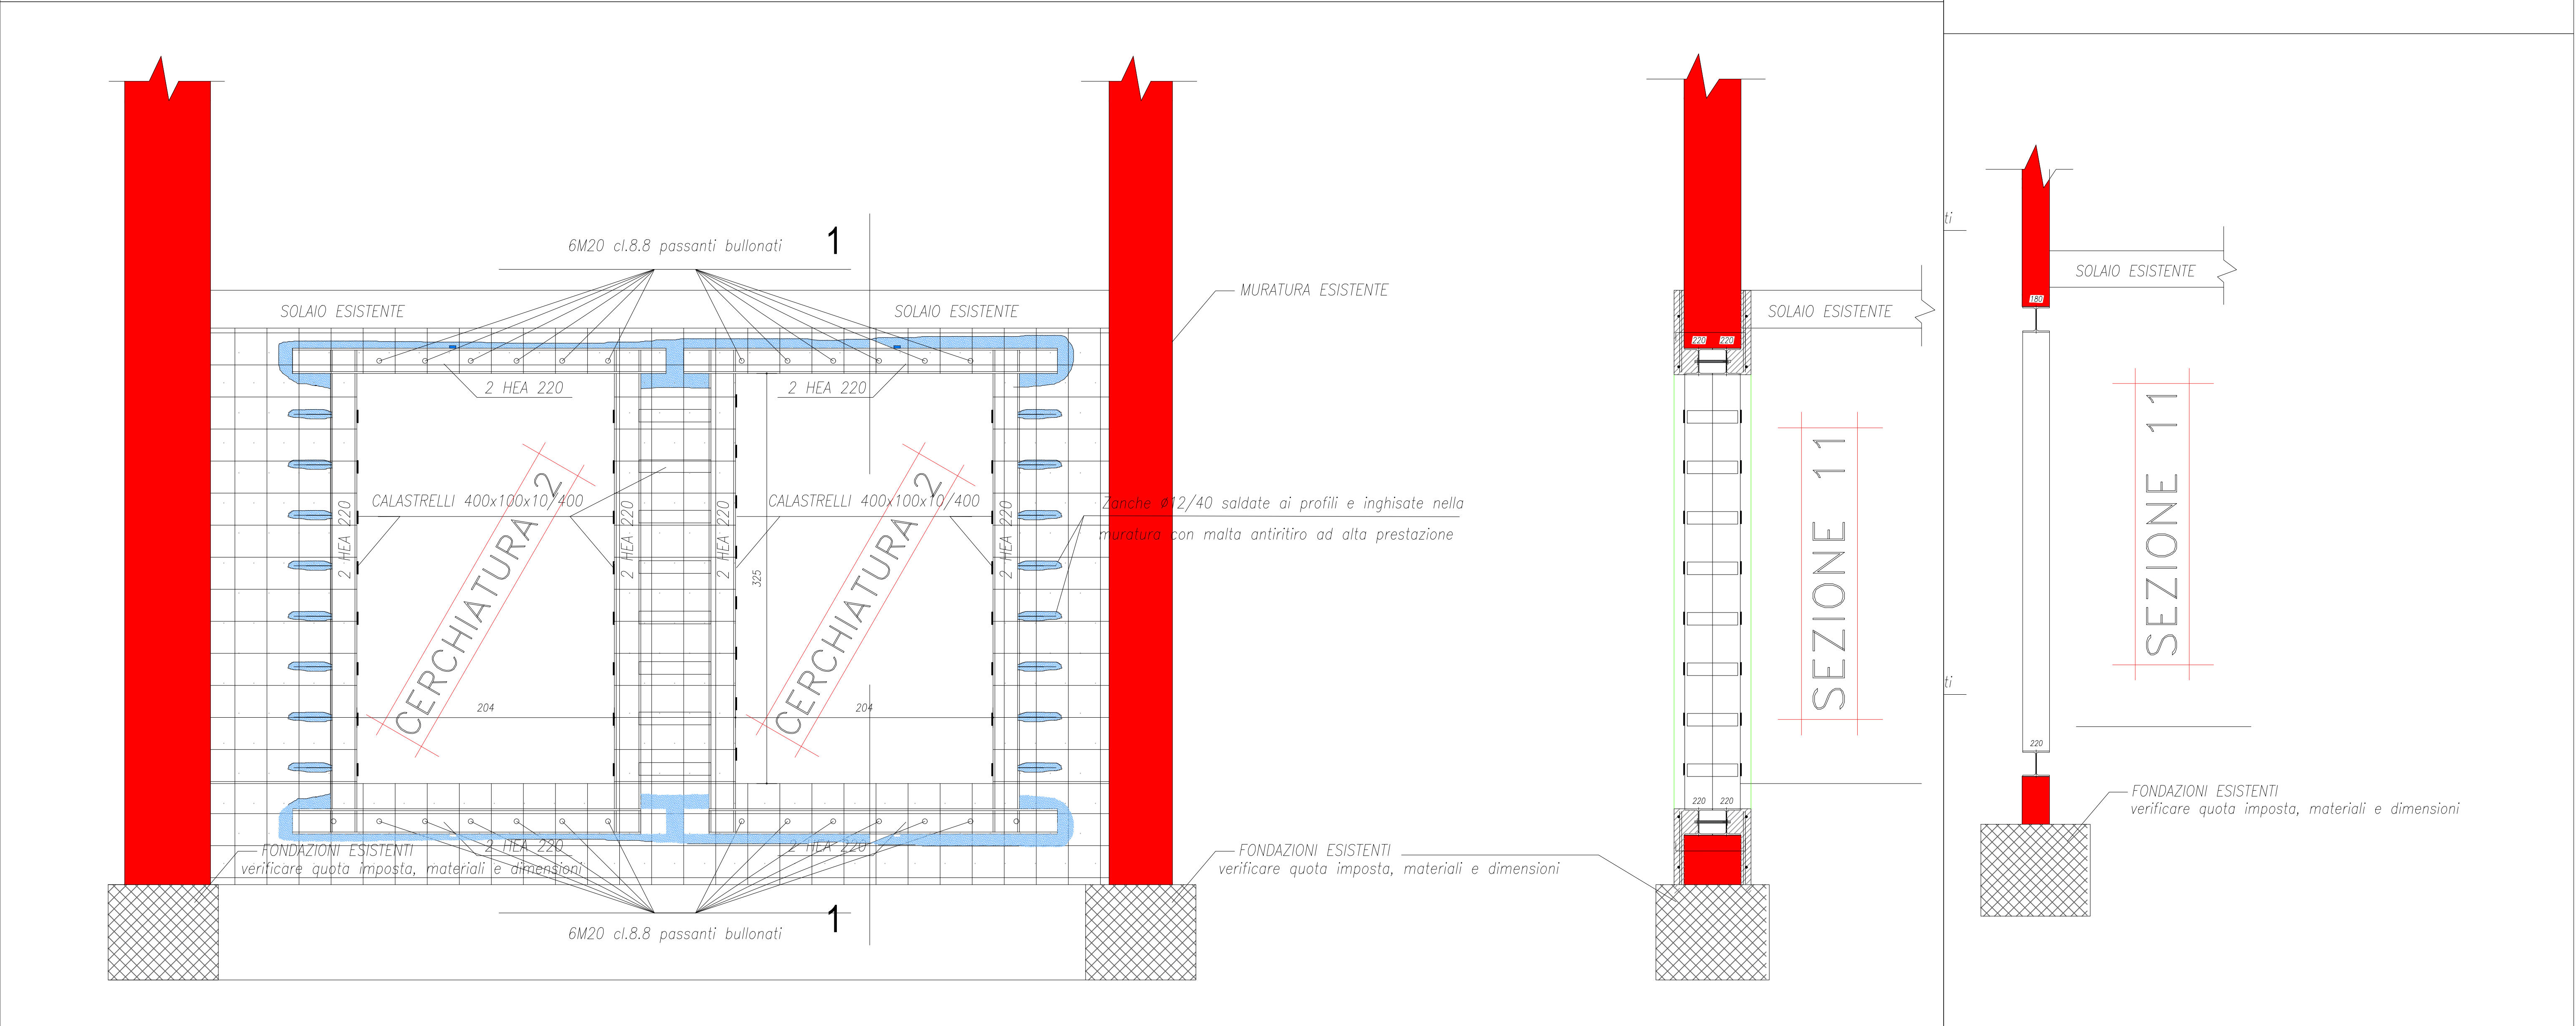 6M20 cl.8.8 passanti bullonati
1
SOLAIO ESISTENTE
SOLAIO ESISTENTE
MURATURA ESISTENTE
2 HEA 220
2 HEA 220
CALASTRELLI 400x100x10/400
CALASTRELLI 400x100x10/400
Zanche ø12/40 saldate ai profili e inghisate nella
muratura con malta antiritiro ad alta prestazione
2 HEA 220
2 HEA 220
2 HEA 220
2 HEA 220
325
CERCHIATURA 2
CERCHIATURA 2
204
204
2 HEA 220
2 HEA 220
FONDAZIONI ESISTENTI
verificare quota imposta, materiali e dimensioni
FONDAZIONI ESISTENTI
verificare quota imposta, materiali e dimensioni
6M20 cl.8.8 passanti bullonati
1
SOLAIO ESISTENTE
220 220
SEZIONE 11
220 220
ti
ti
SOLAIO ESISTENTE
180
SEZIONE 11
220
FONDAZIONI ESISTENTI
verificare quota imposta, materiali e dimensioni